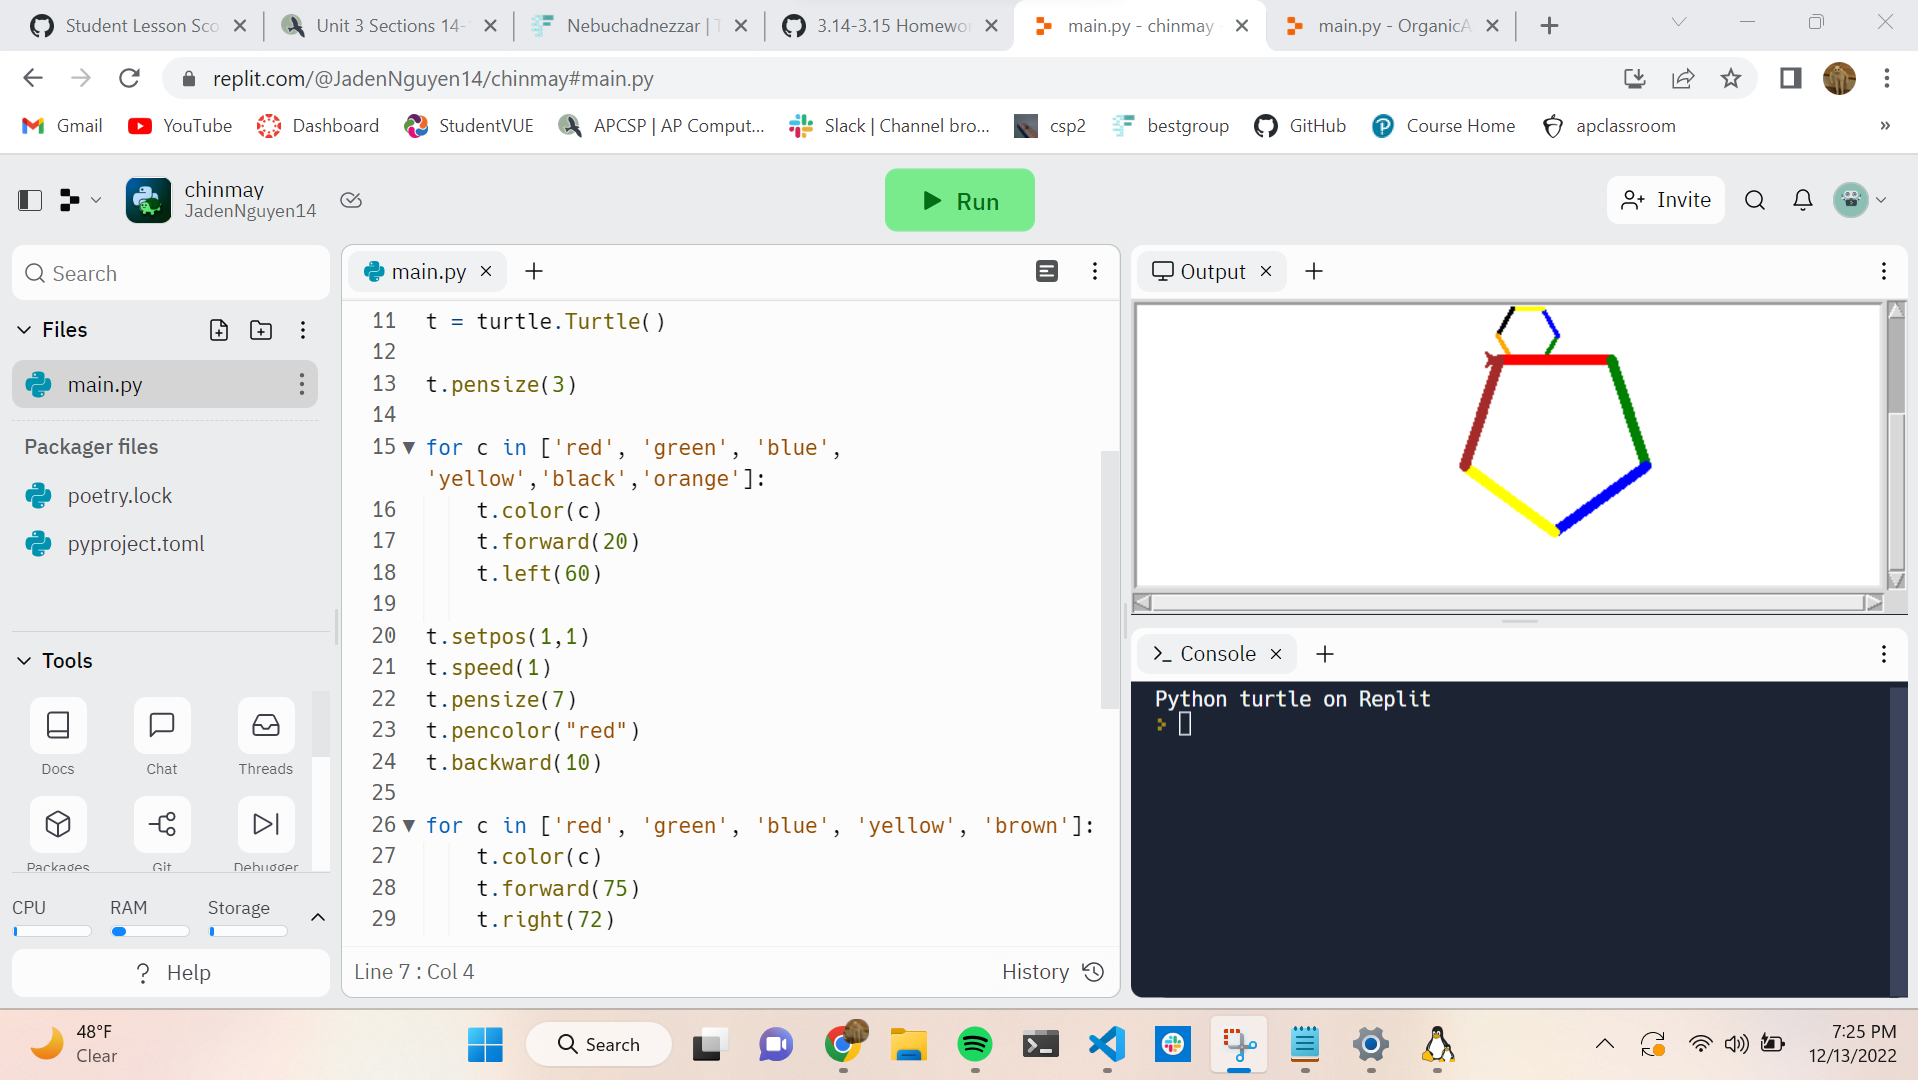 Student Lesson Sco
Unit 3 Sections 14-
Nebuchadnezzar | T
3.14-3.15 Homewor
main.py - chinmay
main.py - OrganicA
replit.com/@JadenNguyen14/chinmay#main.py
Gmail
YouTube
Dashboard
StudentVUE
APCSP | AP Comput...
Slack | Channel bro...
csp2
bestgroup
GitHub
Course Home
apclassroom
»
chinmay
JadenNguyen14
Run
Invite
Search
Files
main.py
Packager files
poetry.lock
pyproject.toml
Tools
Docs
Chat
Threads
Packages
Git
Debugger
CPU
RAM
Storage
? Help
main.py
11 t = turtle.Turtle()
12
13 t.pensize(3)
14
15 for c in ['red', 'green', 'blue',
'yellow','black','orange']:
16 t.color(c)
17 t.forward(20)
18 t.left(60)
19
20 t.setpos(1,1)
21 t.speed(1)
22 t.pensize(7)
23 t.pencolor("red")
24 t.backward(10)
25
26 for c in ['red', 'green', 'blue', 'yellow', 'brown']:
27 t.color(c)
28 t.forward(75)
29 t.right(72)
Line 7 : Col 4
History
Output
Console
Python turtle on Replit
48°F
Clear
Search
7:25 PM
12/13/2022